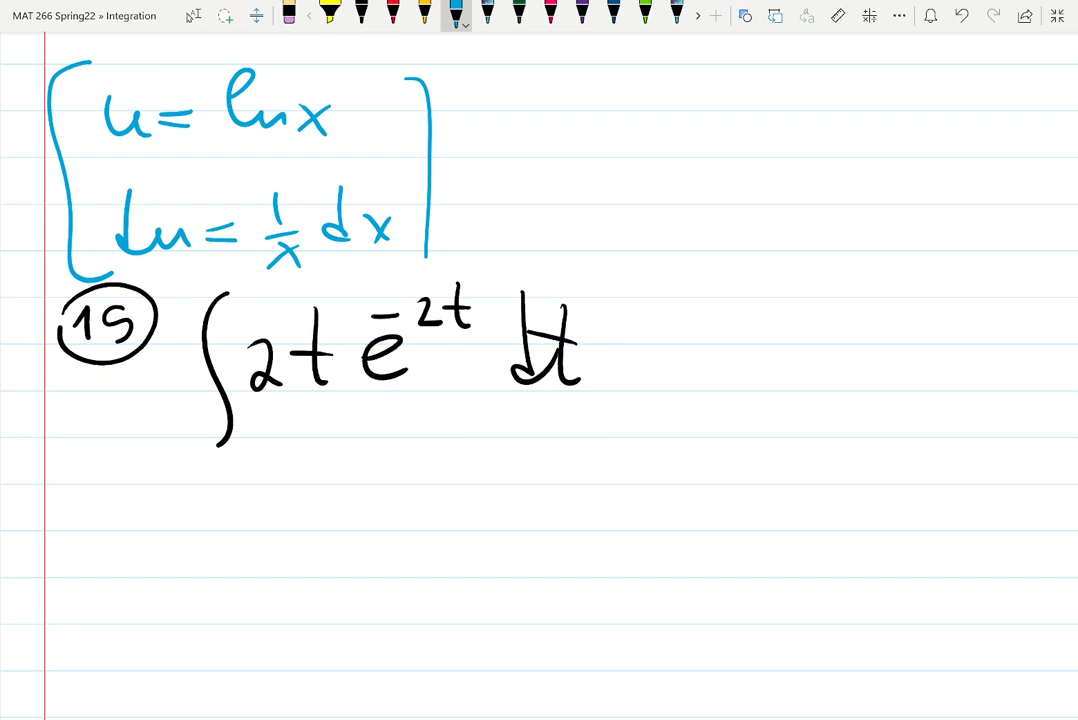 MAT 266 Spring22 » Integration
u = ln x
du = 1/x dx
15 ∫ 2t e^{-2t} dt